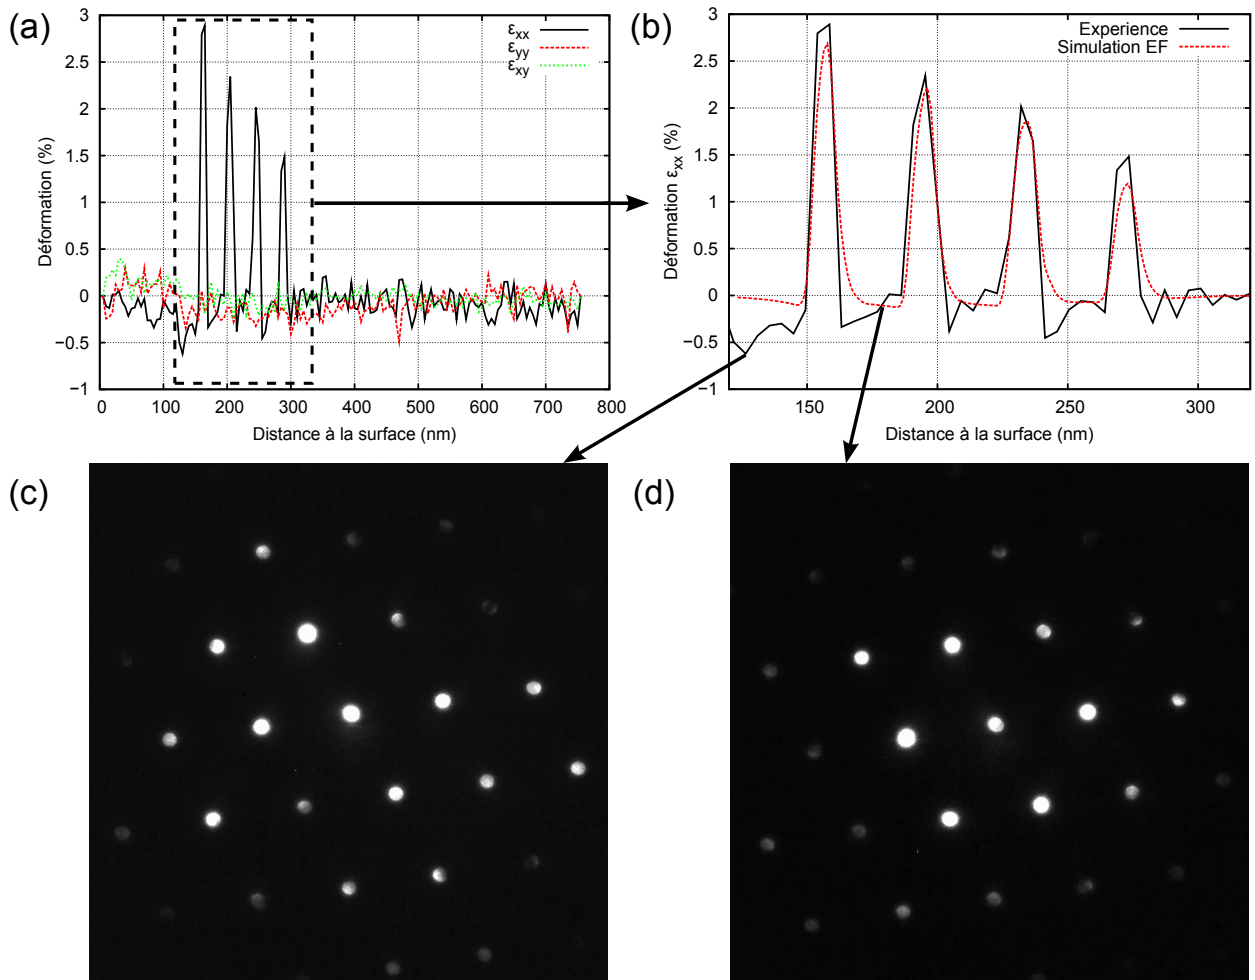 (a)
Déformation (%)
3
2.5
2
1.5
1
0.5
0
−0.5
−1
0
100
200
300
400
500
600
700
800
Distance à la surface (nm)
εxx
εyy
εxy
(b)
Déformation εxx (%)
3
2.5
2
1.5
1
0.5
0
−0.5
−1
150
200
250
300
Distance à la surface (nm)
Experience
Simulation EF
(c)
(d)